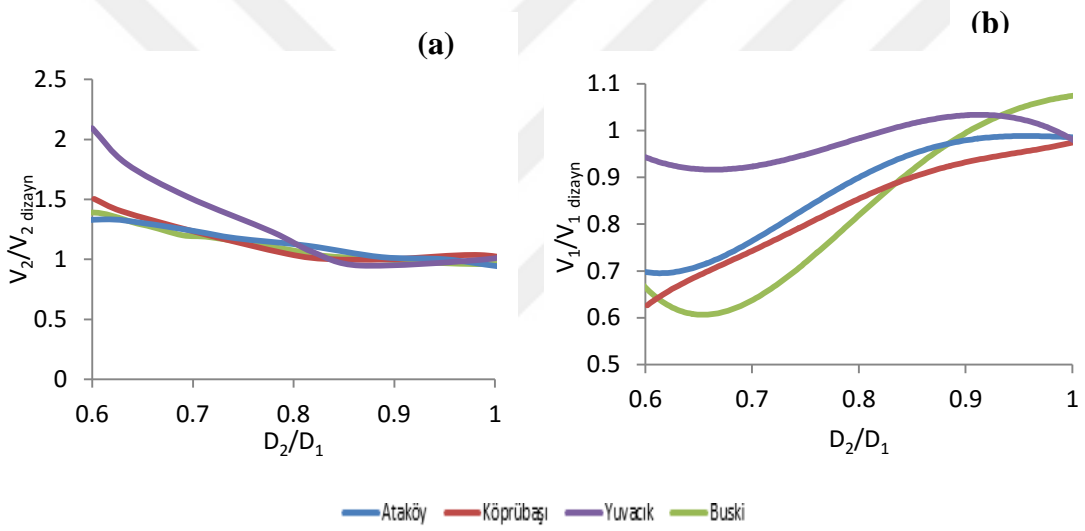 (a)
2.5
2
1.5
1
0.5
0
V2/V2 dizayn
0.6 0.7 0.8 0.9 1
D2/D1
(b)
1.1
1
0.9
0.8
0.7
0.6
0.5
V1/V1 dizayn
0.6 0.7 0.8 0.9 1
D2/D1
Ataköy Köprübaşı Yuvacık Buski